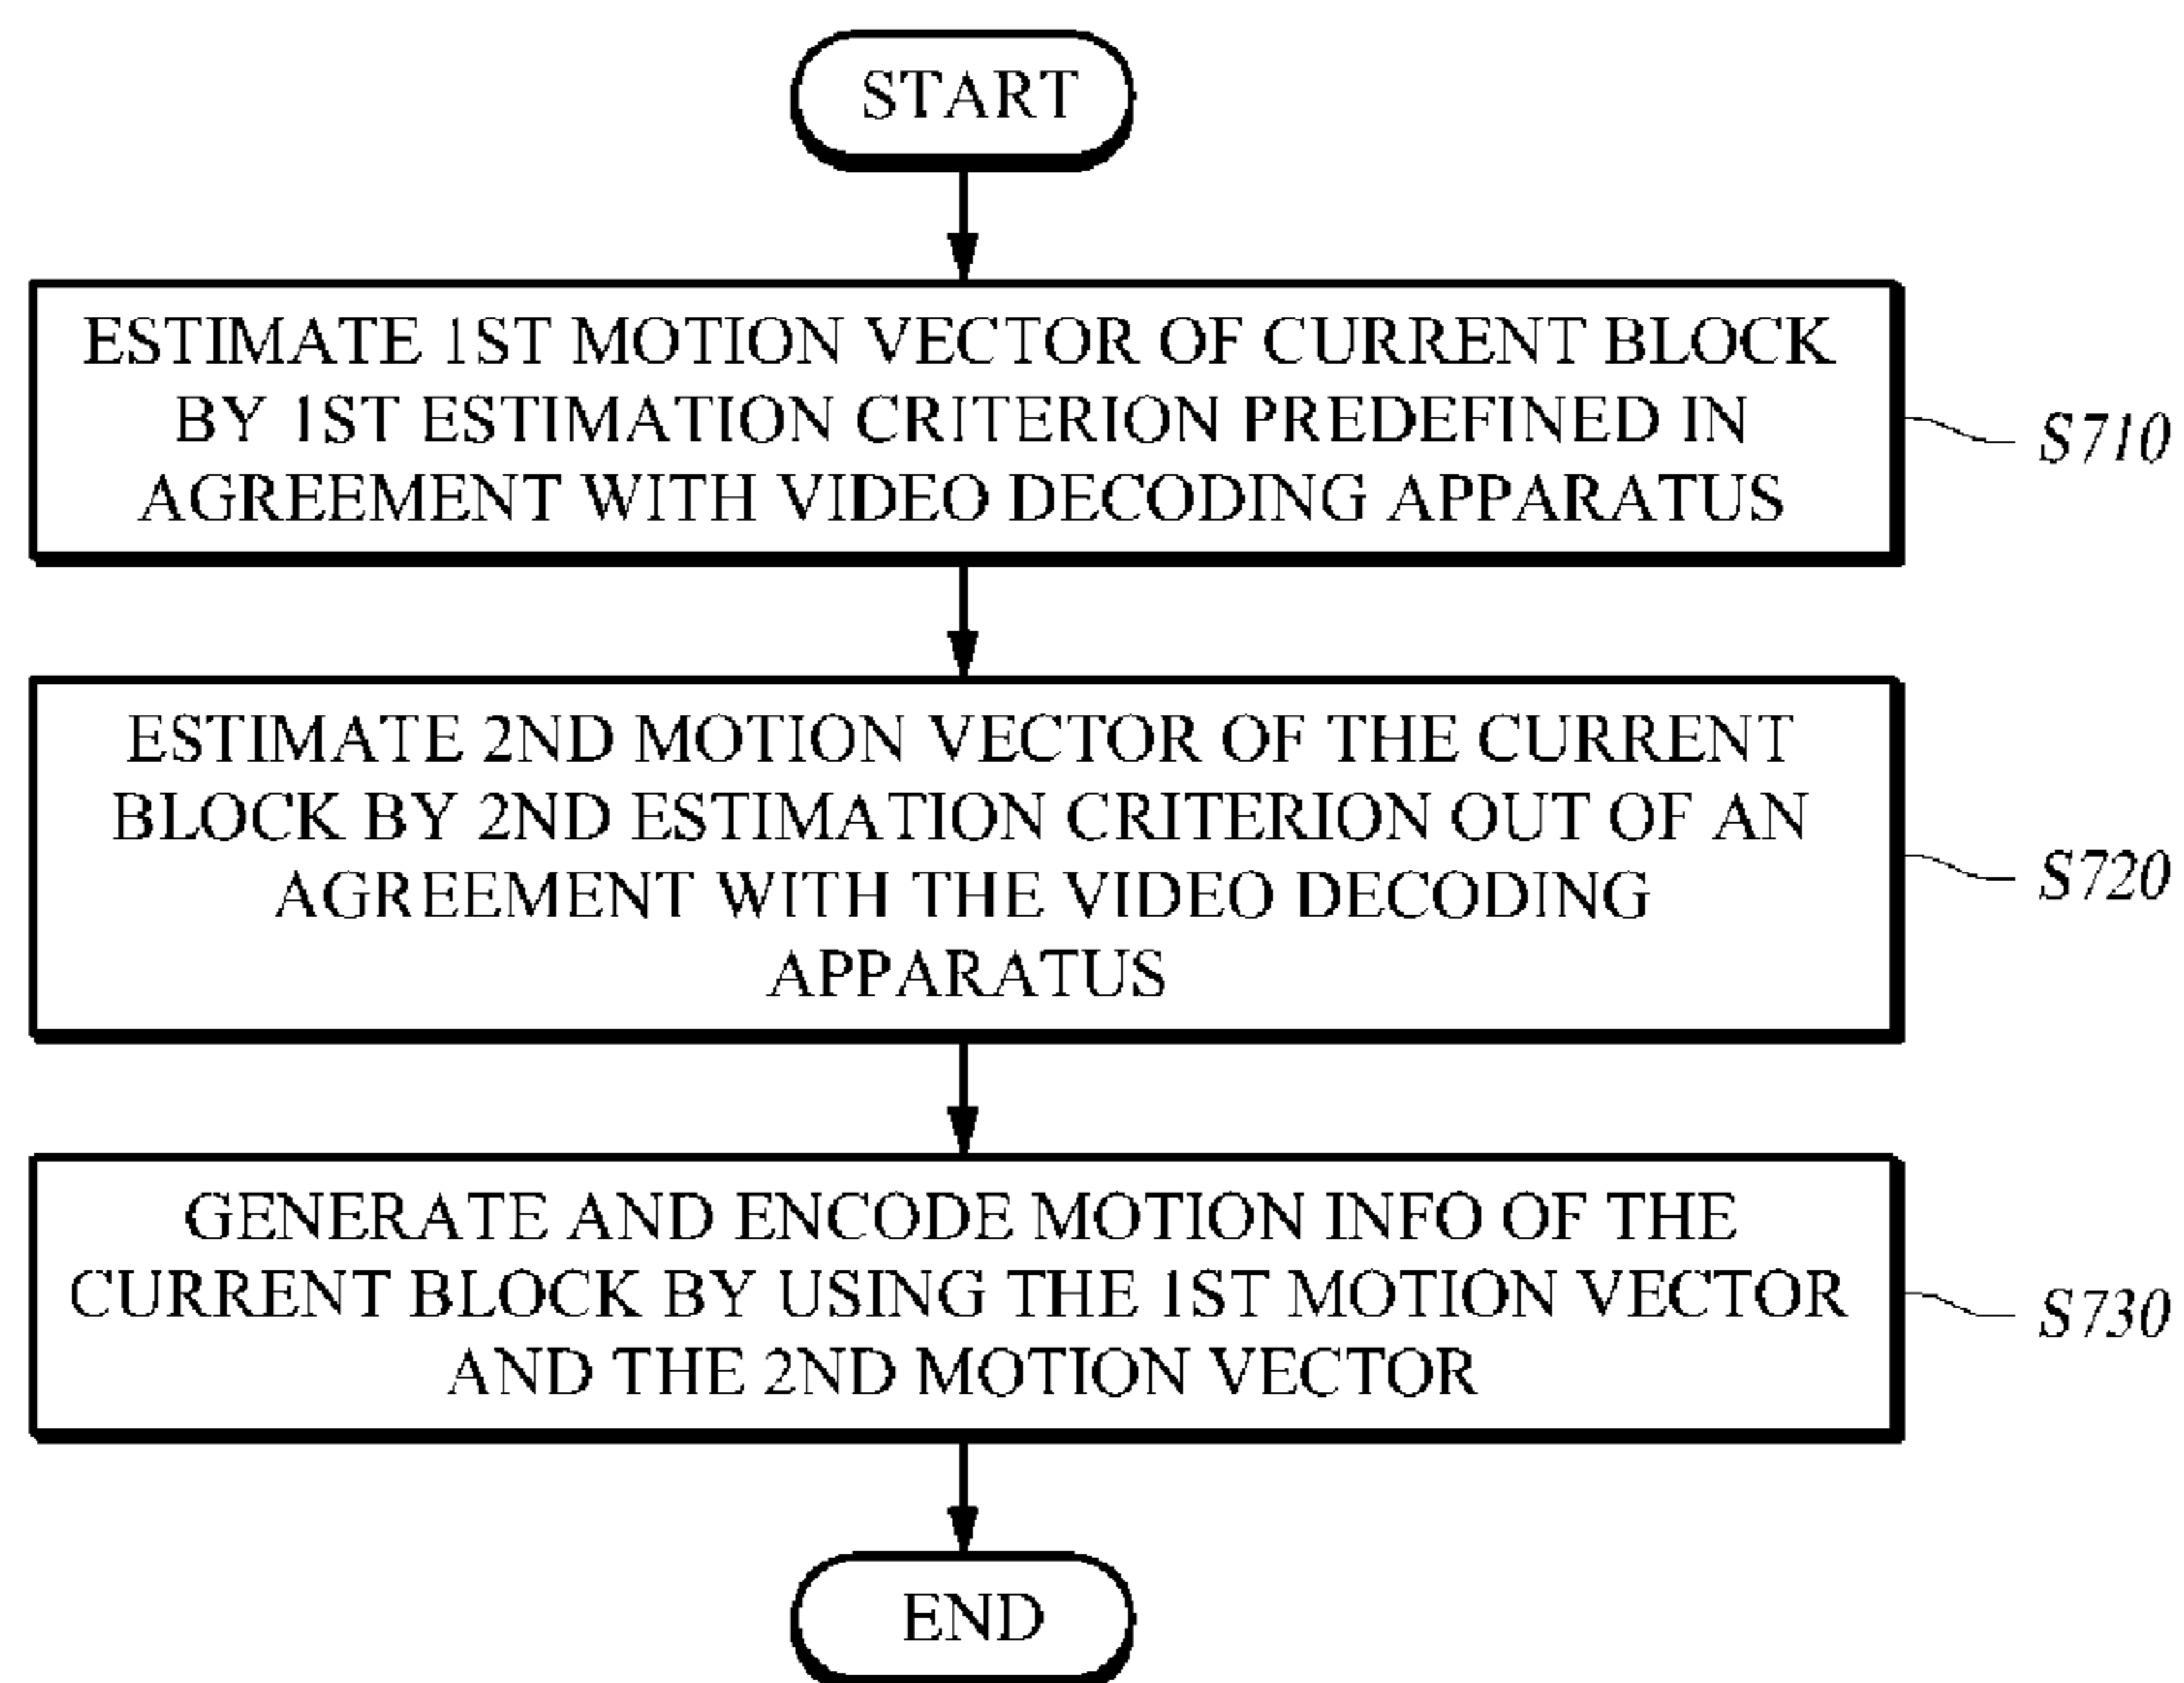 START
ESTIMATE 1ST MOTION VECTOR OF CURRENT BLOCK
BY 1ST ESTIMATION CRITERION PREDEFINED IN
AGREEMENT WITH VIDEO DECODING APPARATUS
S710
ESTIMATE 2ND MOTION VECTOR OF THE CURRENT
BLOCK BY 2ND ESTIMATION CRITERION OUT OF AN
AGREEMENT WITH THE VIDEO DECODING
APPARATUS
S720
GENERATE AND ENCODE MOTION INFO OF THE
CURRENT BLOCK BY USING THE 1ST MOTION VECTOR
AND THE 2ND MOTION VECTOR
S730
END